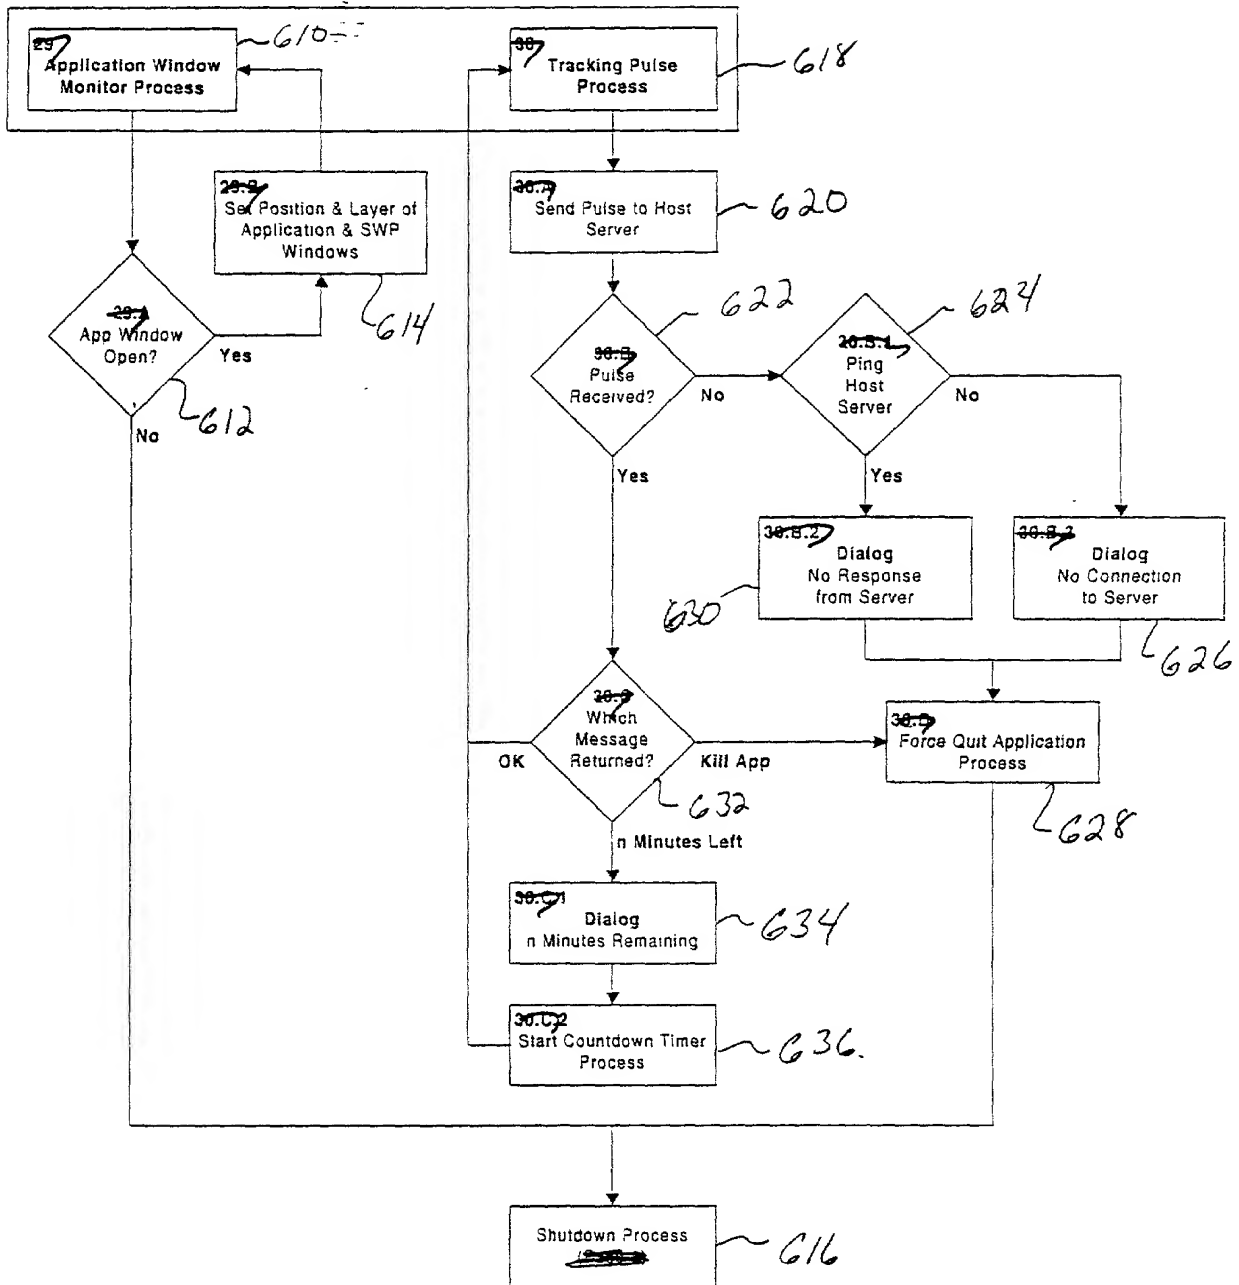 Application Window
Monitor Process
610
Tracking Pulse
Process
618
Set Position & Layer of
Application & SWP
Windows
614
Send Pulse to Host
Server
620
App Window
Open?
Yes
No
612
Pulse
Received?
622
No
Yes
Ping
Host
Server
624
No
Yes
Dialog
No Response
from Server
630
Dialog
No Connection
to Server
626
Which
Message
Returned?
OK
Kill App
632
n Minutes Left
Force Quit Application
Process
628
30.C.1
Dialog
n Minutes Remaining
634
30.C.2
Start Countdown Timer
Process
636.
Shutdown Process
616